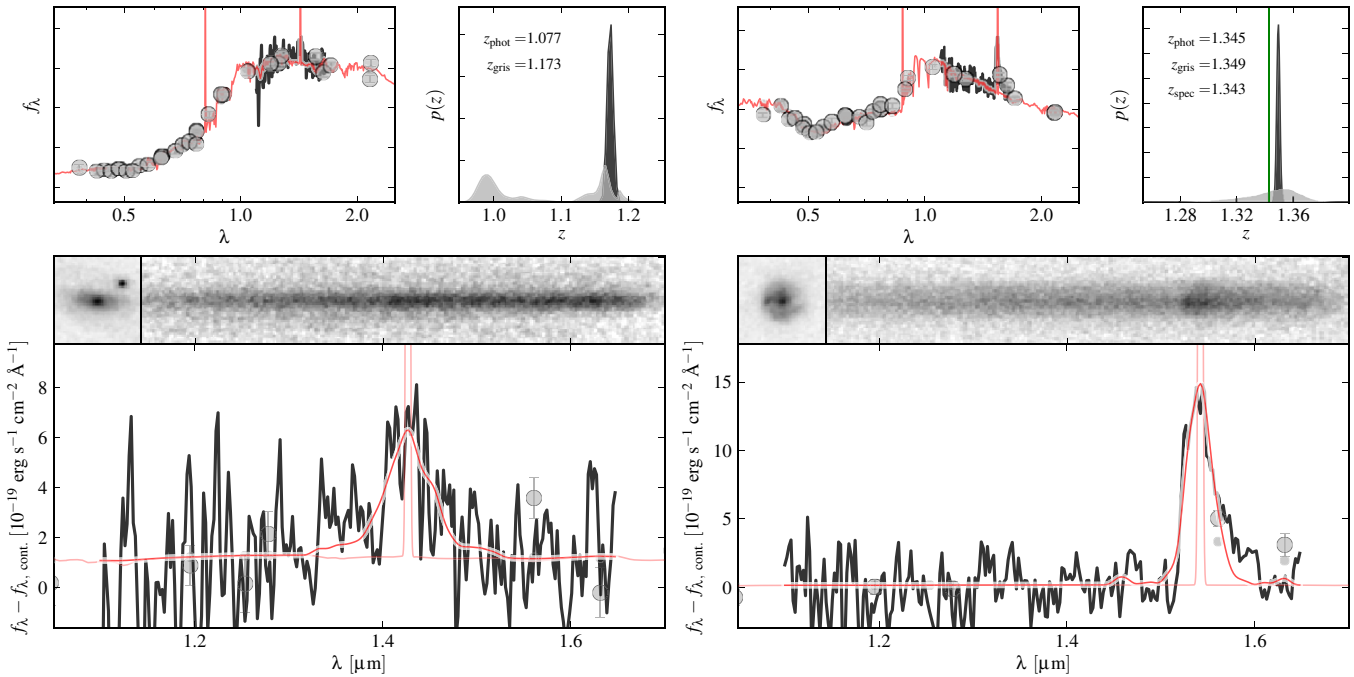 z_phot = 1.077
z_gris = 1.173
f_λ
0.5 1.0 2.0
λ
p(z)
1.0 1.1 1.2
z
z_phot = 1.345
z_gris = 1.349
z_spec = 1.343
f_λ
0.5 1.0 2.0
λ
p(z)
1.28 1.32 1.36
z
f_λ − f_λ, cont. [10⁻¹⁹ erg s⁻¹ cm⁻² Å⁻¹]
8
6
4
2
0
1.2 1.4 1.6
λ [μm]
f_λ − f_λ, cont. [10⁻¹⁹ erg s⁻¹ cm⁻² Å⁻¹]
15
10
5
0
1.2 1.4 1.6
λ [μm]